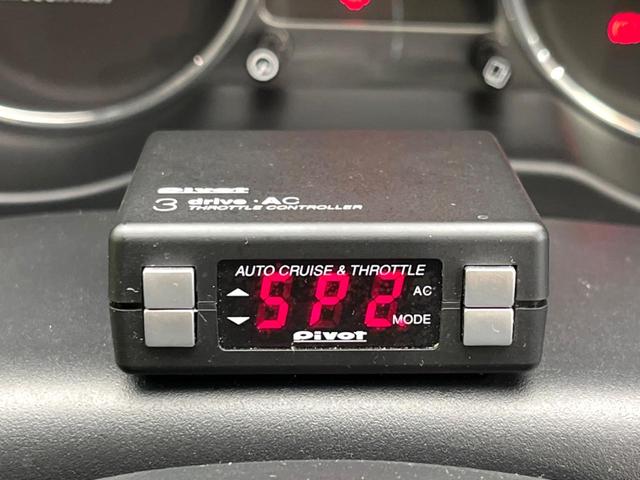 Pivot
3 drive · AC
THROTTLE CONTROLLER
AUTO CRUISE & THROTTLE
SP2
AC
MODE
Pivot